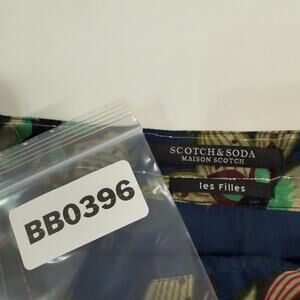 SCOTCH & SODA
MAISON SCOTCH
les Filles
BB0396